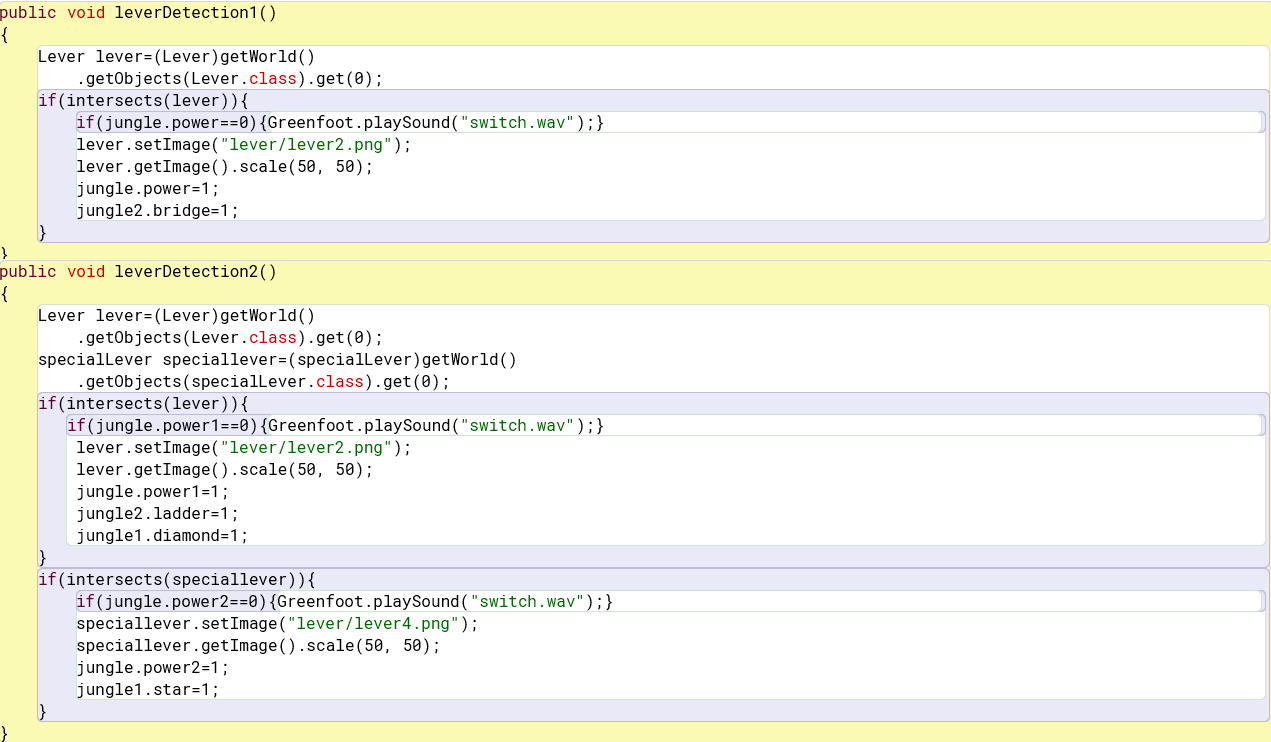 public void leverDetection1()
{
    Lever lever=(Lever)getWorld()
        .getObjects(Lever.class).get(0);
    if(intersects(lever)){
        if(jungle.power==0){Greenfoot.playSound("switch.wav");}
        lever.setImage("lever/lever2.png");
        lever.getImage().scale(50, 50);
        jungle.power=1;
        jungle2.bridge=1;
    }
}
public void leverDetection2()
{
    Lever lever=(Lever)getWorld()
        .getObjects(Lever.class).get(0);
    specialLever speciallever=(specialLever)getWorld()
        .getObjects(specialLever.class).get(0);
    if(intersects(lever)){
       if(jungle.power1==0){Greenfoot.playSound("switch.wav");}
        lever.setImage("lever/lever2.png");
        lever.getImage().scale(50, 50);
        jungle.power1=1;
        jungle2.ladder=1;
        jungle1.diamond=1;
    }
    if(intersects(speciallever)){
        if(jungle.power2==0){Greenfoot.playSound("switch.wav");}
        speciallever.setImage("lever/lever4.png");
        speciallever.getImage().scale(50, 50);
        jungle.power2=1;
        jungle1.star=1;
    }
}